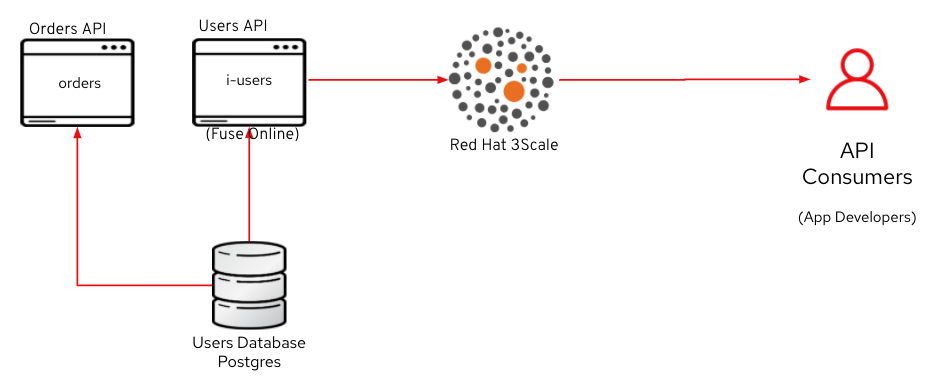 Orders API
orders
Users API
i-users
(Fuse Online)
Red Hat 3Scale
API
Consumers
(App Developers)
Users Database
Postgres